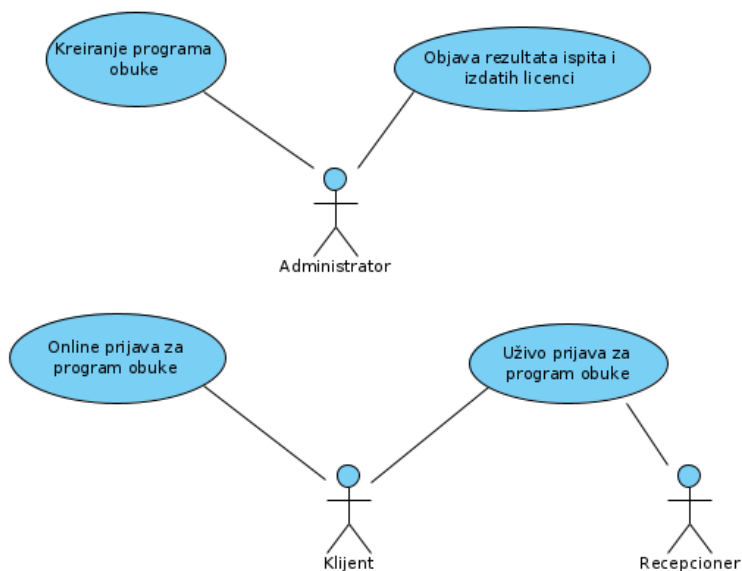 Kreiranje programa
obuke
Objava rezultata ispita i
izdatih licenci
Administrator
Online prijava za
program obuke
Uživo prijava za
program obuke
Klijent
Recepcioner